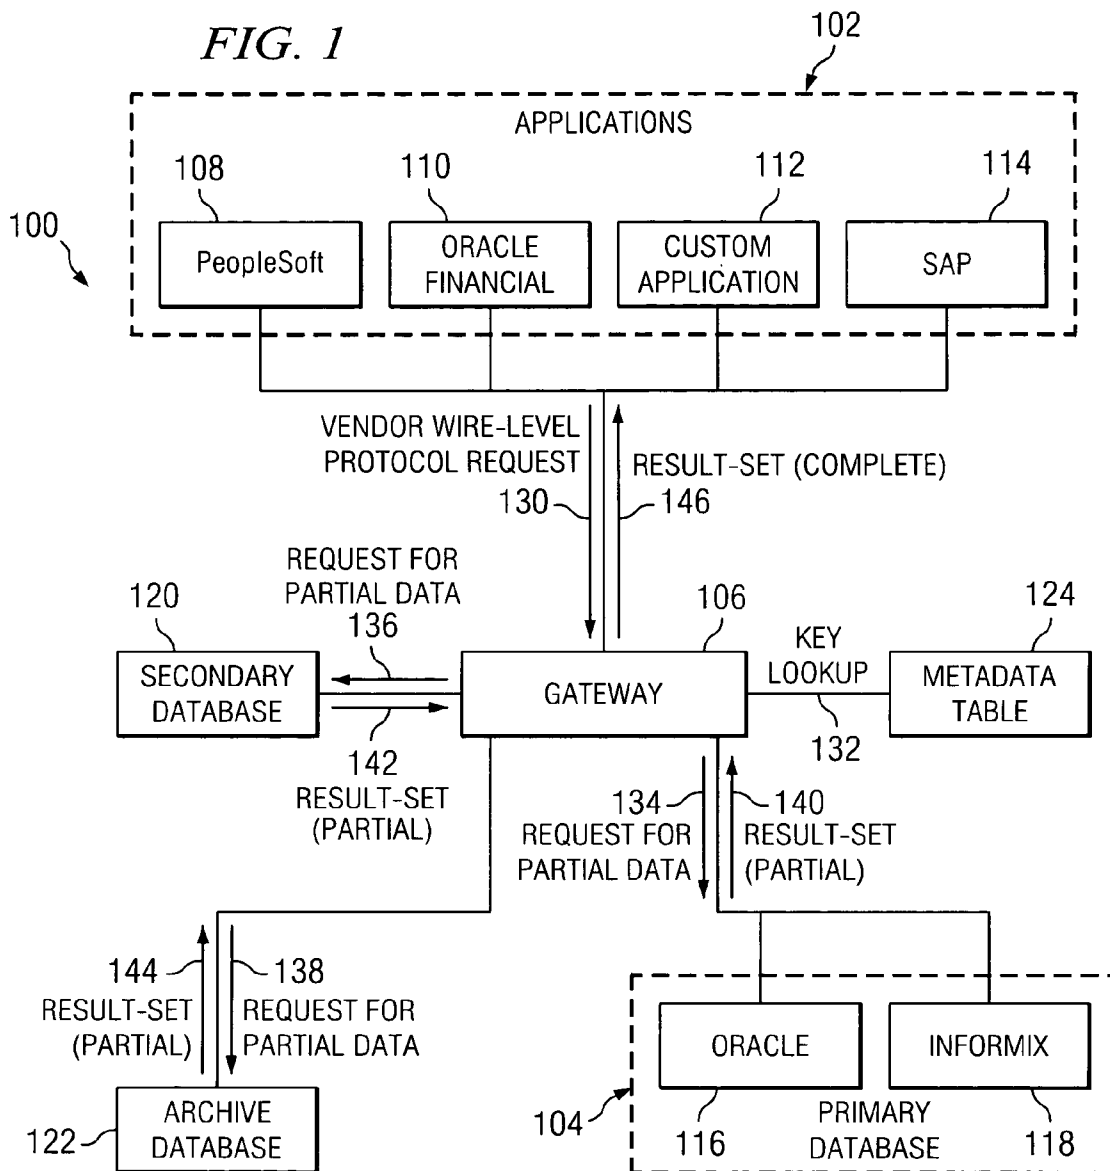 FIG. 1
102
APPLICATIONS
108
110
112
114
100
PeopleSoft
ORACLE
FINANCIAL
CUSTOM
APPLICATION
SAP
VENDOR WIRE-LEVEL
PROTOCOL REQUEST
130
RESULT-SET (COMPLETE)
146
REQUEST FOR
PARTIAL DATA
136
120
106
124
SECONDARY
DATABASE
GATEWAY
KEY
LOOKUP
132
METADATA
TABLE
142
RESULT-SET
(PARTIAL)
134
REQUEST FOR
PARTIAL DATA
140
RESULT-SET
(PARTIAL)
144
RESULT-SET
(PARTIAL)
138
REQUEST FOR
PARTIAL DATA
ORACLE
INFORMIX
122
ARCHIVE
DATABASE
104
116
PRIMARY
DATABASE
118